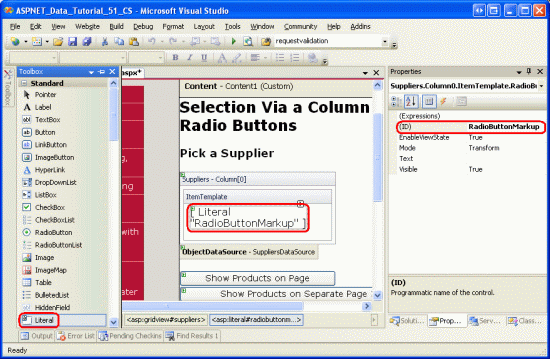 ASPNET_Data_Tutorial_51_CS - Microsoft Visual Studio
File Edit View Website Build Debug Format Layout Tools Window Community Help Addins
requestvalidation
Toolbox
Toolbox
Standard
Pointer
Label
TextBox
Button
LinkButton
ImageButton
HyperLink
DropDownList
ListBox
CheckBox
CheckBoxList
RadioButton
RadioButtonList
Image
ImageMap
Table
BulletedList
HiddenField
Literal
aspx*
Content - Content1 (Custom)
Selection Via a Column
Radio Buttons
Pick a Supplier
Suppliers - Column[0]
ItemTemplate
[ Literal
"RadioButtonMarkup" ]
ObjectDataSource - SuppliersDataSource
Show Products on Page
Show Products on Separate Page
with
<asp:gridview#suppliers> <asp:literal#radiobuttonm...>
Properties
Suppliers.Column0.ItemTemplate.RadioBu
(Expressions)
(ID) RadioButtonMarkup
EnableViewState True
Mode Transform
Text
Visible True
(ID)
Programmatic name of the control.
Soluti... Prop... Serv... Class...
Output Error List Pending Checkins Find Results 1
Ready